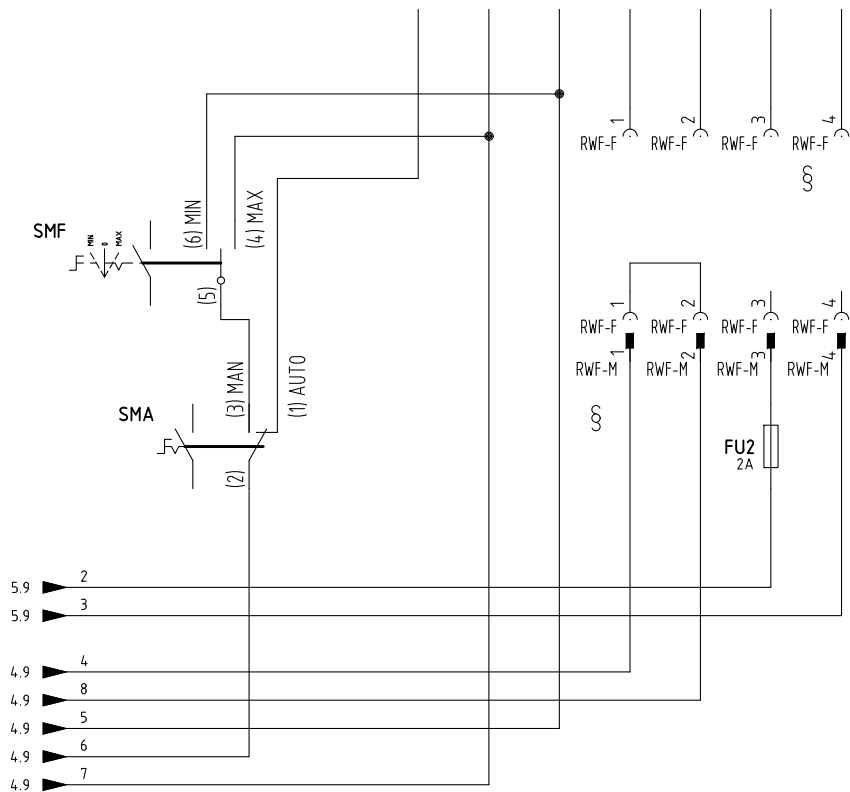 1 2 3 4
RWF-F RWF-F RWF-F RWF-F
§
(6) MIN
(4) MAX
SMF
MIN 0 MAX
(5)
1 2 3 4
RWF-F RWF-F RWF-F RWF-F
1 2 3 4
RWF-M RWF-M RWF-M RWF-M
(3) MAN
(1) AUTO
SMA
§
(2)
FU2
2A
5.9 2
5.9 3
4.9 4
4.9 8
4.9 5
4.9 6
4.9 7